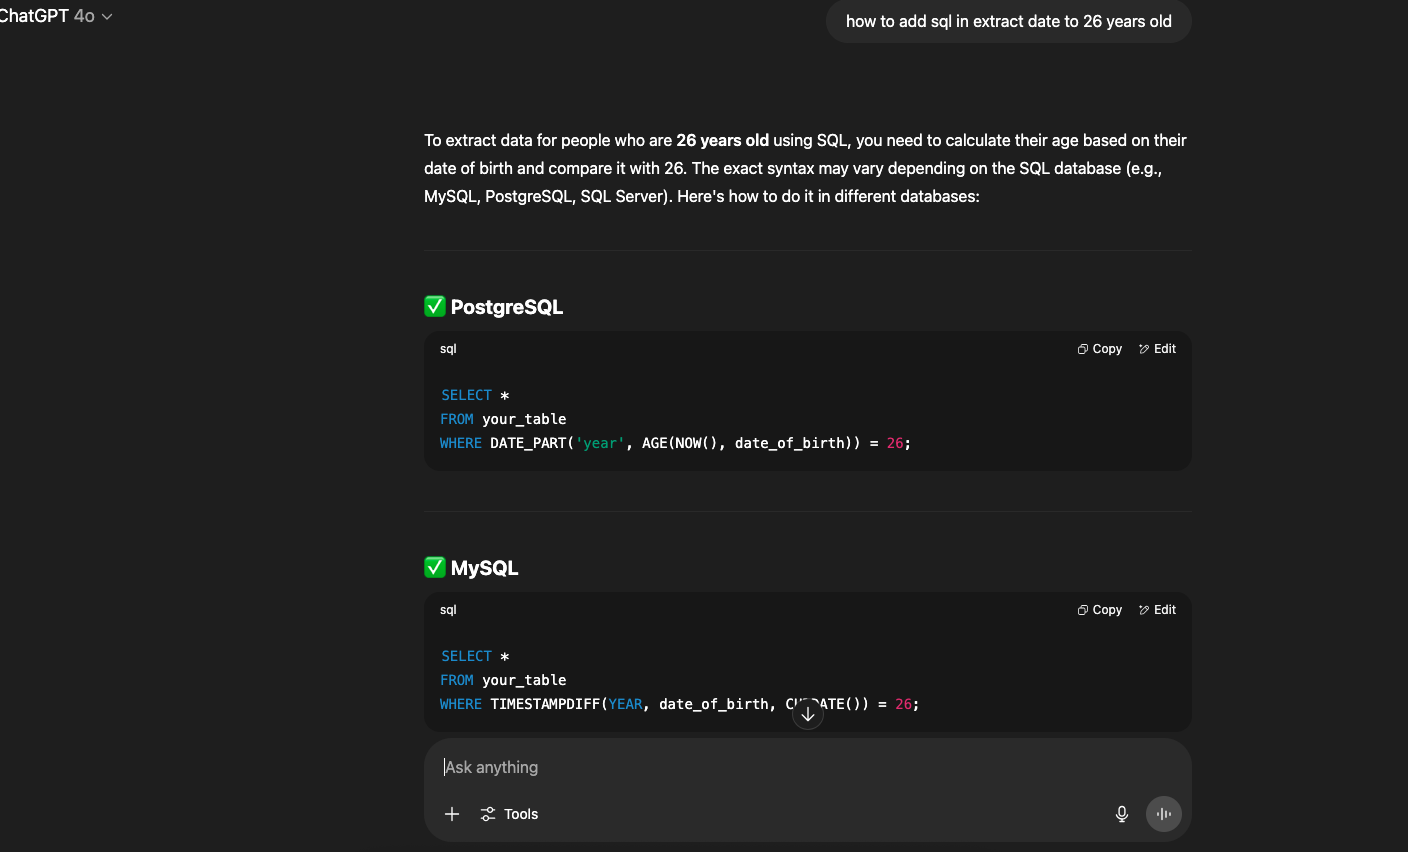 ChatGPT 4o
how to add sql in extract date to 26 years old
To extract data for people who are 26 years old using SQL, you need to calculate their age based on their
date of birth and compare it with 26. The exact syntax may vary depending on the SQL database (e.g.,
MySQL, PostgreSQL, SQL Server). Here's how to do it in different databases:
✅ PostgreSQL
sql
Copy Edit
SELECT *
FROM your_table
WHERE DATE_PART('year', AGE(NOW(), date_of_birth)) = 26;
✅ MySQL
sql
Copy Edit
SELECT *
FROM your_table
WHERE TIMESTAMPDIFF(YEAR, date_of_birth, CURDATE()) = 26;
Ask anything
Tools